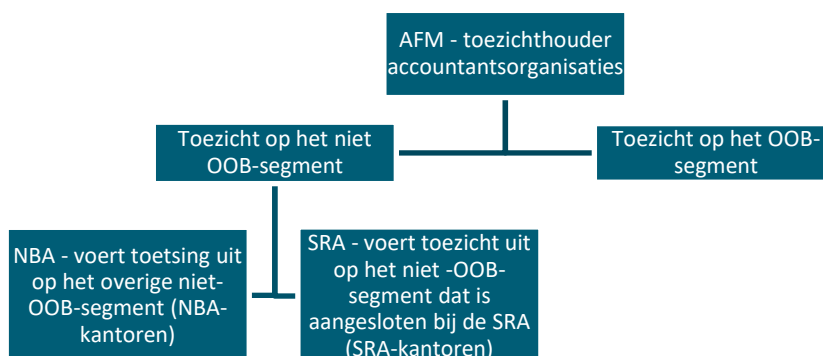 AFM - toezichthouder
accountantsorganisaties
Toezicht op het niet
OOB-segment
Toezicht op het OOB-
segment
NBA - voert toetsing uit
op het overige niet-
OOB-segment (NBA-
kantoren)
SRA - voert toezicht uit
op het niet -OOB-
segment dat is
aangesloten bij de SRA
(SRA-kantoren)